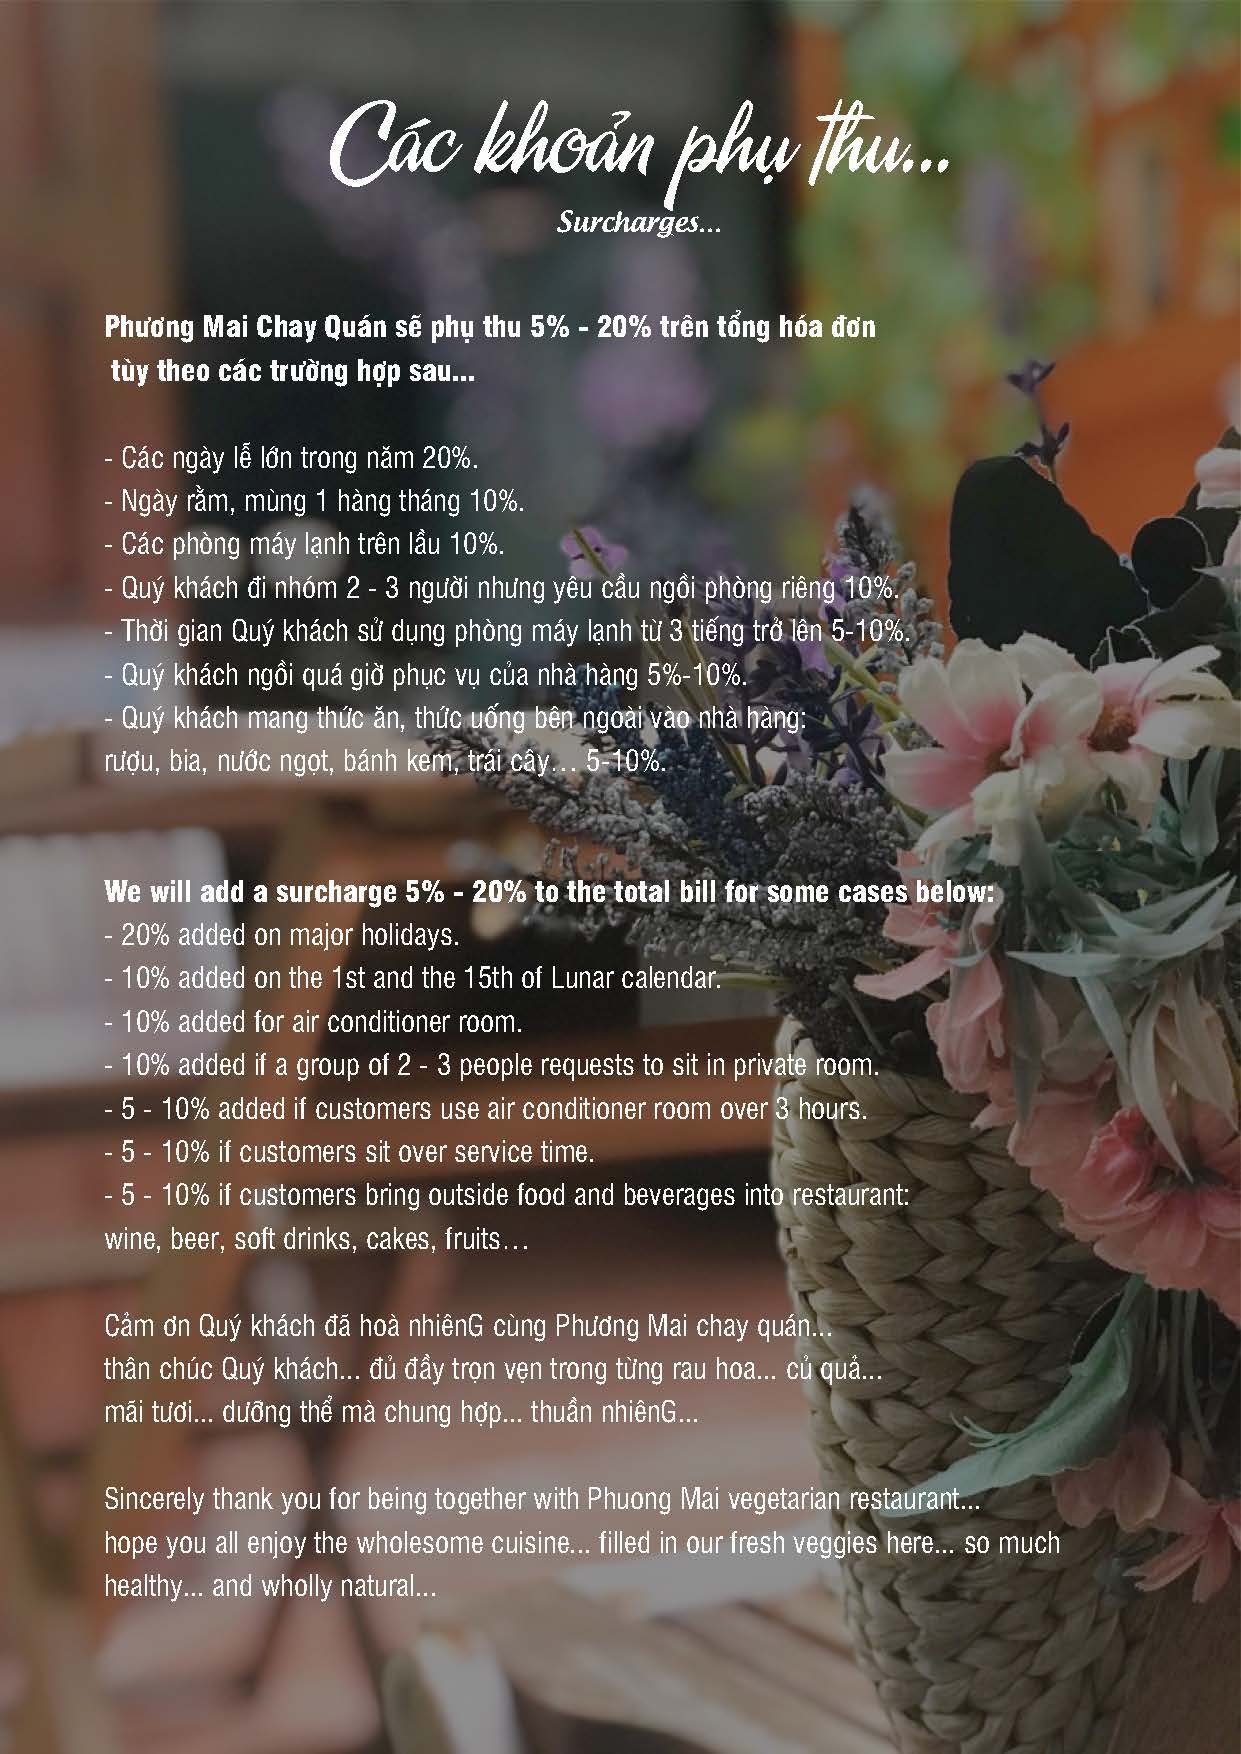 Các khoản phụ thu...
Surcharges...
Phương Mai Chay Quán sẽ phụ thu 5% - 20% trên tổng hóa đơn
tùy theo các trường hợp sau...
- Các ngày lễ lớn trong năm 20%.
- Ngày rằm, mùng 1 hàng tháng 10%.
- Các phòng máy lạnh trên lầu 10%.
- Quý khách đi nhóm 2 - 3 người nhưng yêu cầu ngồi phòng riêng 10%.
- Thời gian Quý khách sử dụng phòng máy lạnh từ 3 tiếng trở lên 5-10%.
- Quý khách ngồi quá giờ phục vụ của nhà hàng 5%-10%.
- Quý khách mang thức ăn, thức uống bên ngoài vào nhà hàng:
rượu, bia, nước ngọt, bánh kem, trái cây... 5-10%.
We will add a surcharge 5% - 20% to the total bill for some cases below:
- 20% added on major holidays.
- 10% added on the 1st and the 15th of Lunar calendar.
- 10% added for air conditioner room.
- 10% added if a group of 2 - 3 people requests to sit in private room.
- 5 - 10% added if customers use air conditioner room over 3 hours.
- 5 - 10% if customers sit over service time.
- 5 - 10% if customers bring outside food and beverages into restaurant:
wine, beer, soft drinks, cakes, fruits...
Cảm ơn Quý khách đã hoà nhiênG cùng Phương Mai chay quán...
thân chúc Quý khách... đủ đầy trọn vẹn trong từng rau hoa... củ quả...
mãi tươi... dưỡng thể mà chung hợp... thuần nhiênG...
Sincerely thank you for being together with Phuong Mai vegetarian restaurant...
hope you all enjoy the wholesome cuisine... filled in our fresh veggies here... so much
healthy... and wholly natural...